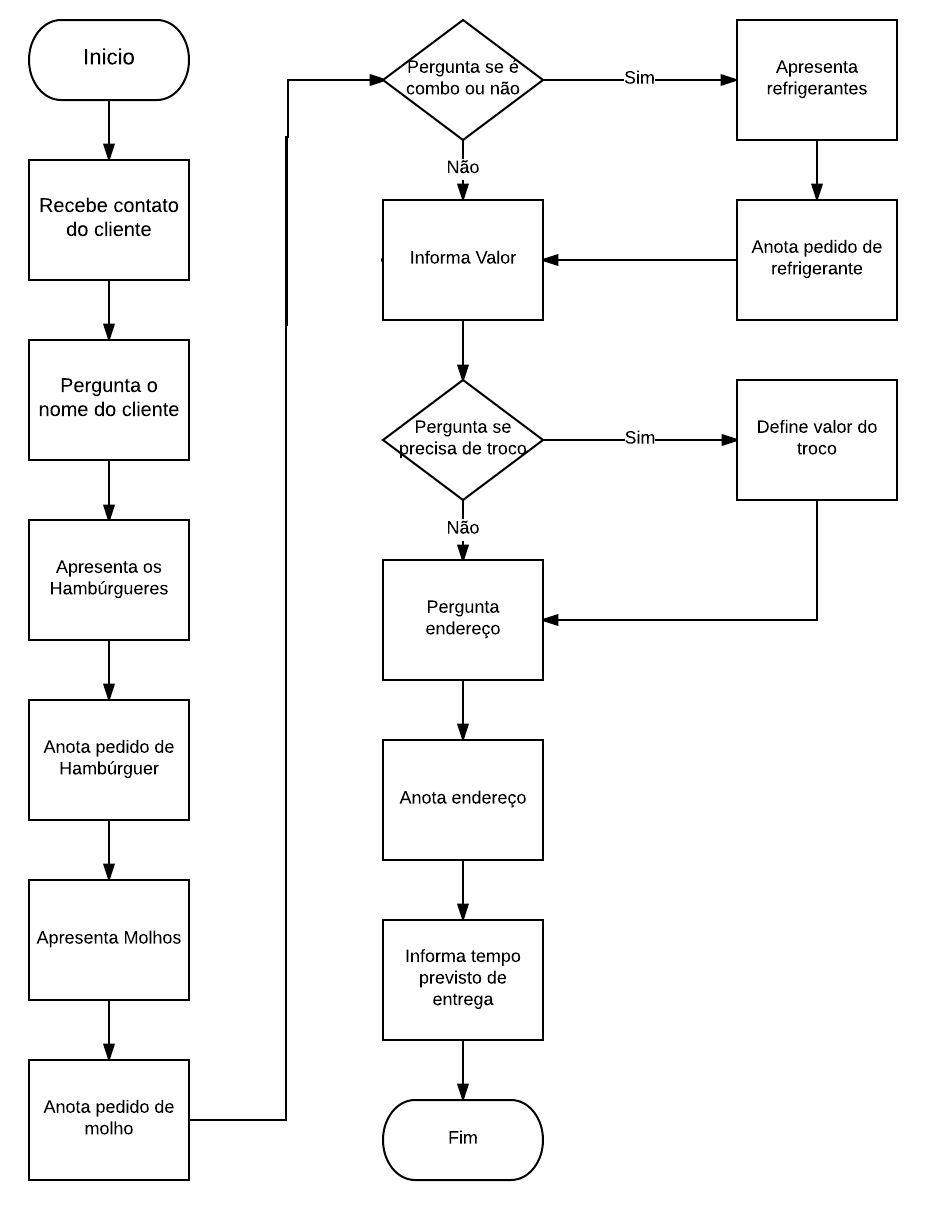 Inicio
Recebe contato
do cliente
Pergunta o
nome do cliente
Apresenta os
Hambúrgueres
Anota pedido de
Hambúrguer
Apresenta Molhos
Anota pedido de
molho
Pergunta se é
combo ou não
Sim
Apresenta
refrigerantes
Anota pedido de
refrigerante
Não
Informa Valor
Pergunta se
precisa de troco
Sim
Define valor do
troco
Não
Pergunta
endereço
Anota endereço
Informa tempo
previsto de
entrega
Fim